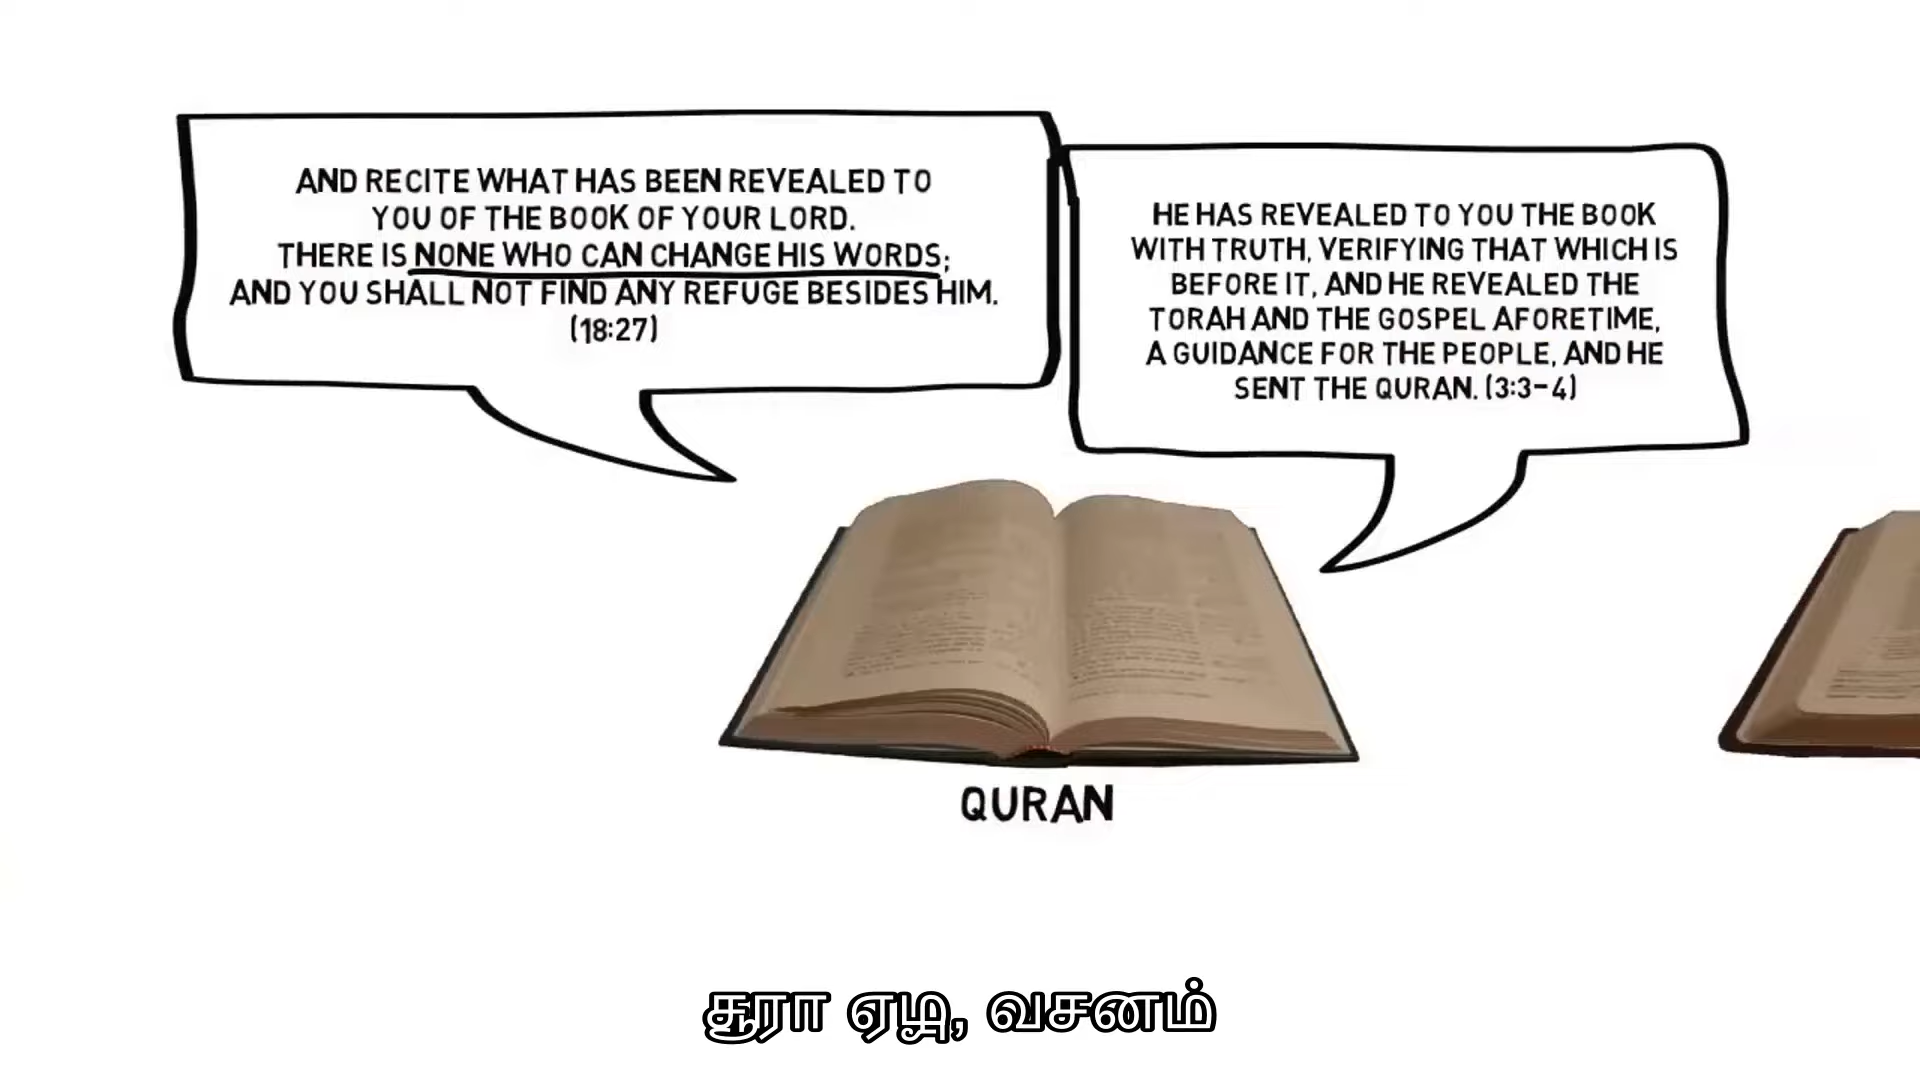 AND RECITE WHAT HAS BEEN REVEALED TO
YOU OF THE BOOK OF YOUR LORD.
THERE IS NONE WHO CAN CHANGE HIS WORDS;
AND YOU SHALL NOT FIND ANY REFUGE BESIDES HIM.
(18:27)
HE HAS REVEALED TO YOU THE BOOK
WITH TRUTH, VERIFYING THAT WHICH IS
BEFORE IT, AND HE REVEALED THE
TORAH AND THE GOSPEL AFORETIME,
A GUIDANCE FOR THE PEOPLE, AND HE
SENT THE QURAN. (3:3-4)
QURAN
சூரா ஏழு, வசனம்